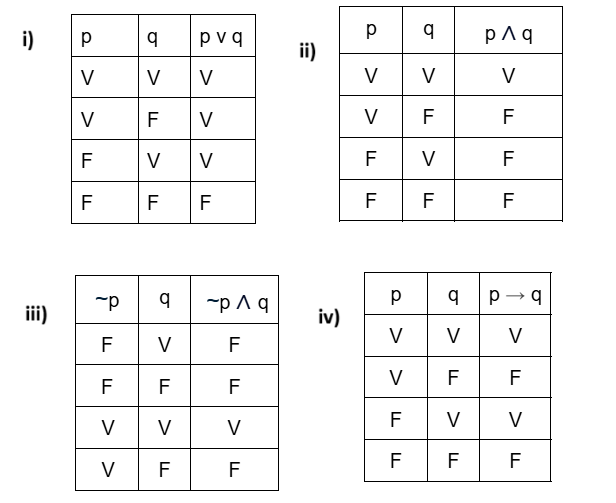 i)
p q p v q
V V V
V F V
F V V
F F F
ii)
p q p ∧ q
V V V
V F F
F V F
F F F
iii)
~p q ~p ∧ q
F V F
F F F
V V V
V F F
iv)
p q p → q
V V V
V F F
F V V
F F F